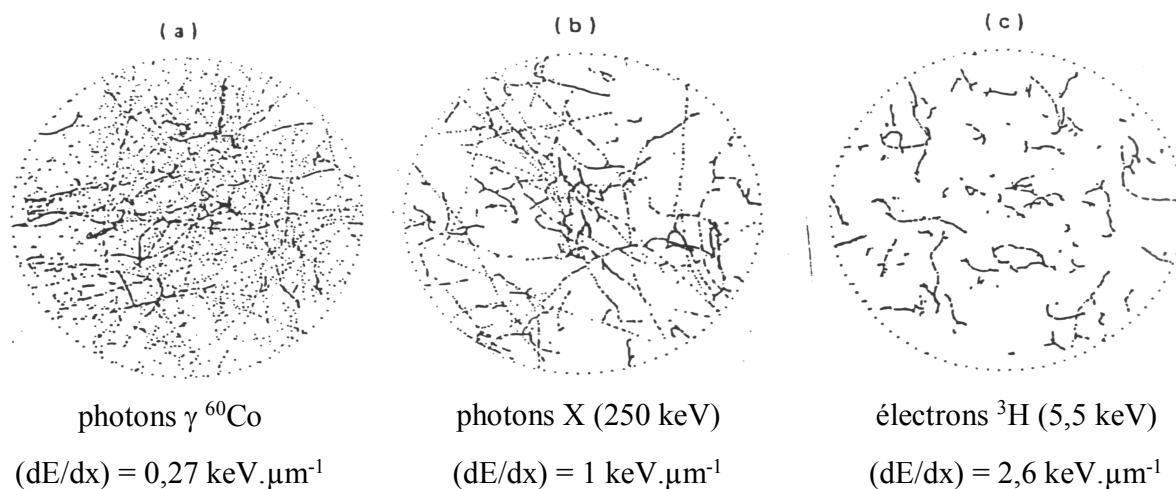 (a) (b) (c)
photons γ ⁶⁰Co photons X (250 keV) électrons ³H (5,5 keV)
(dE/dx) = 0,27 keV.µm⁻¹ (dE/dx) = 1 keV.µm⁻¹ (dE/dx) = 2,6 keV.µm⁻¹